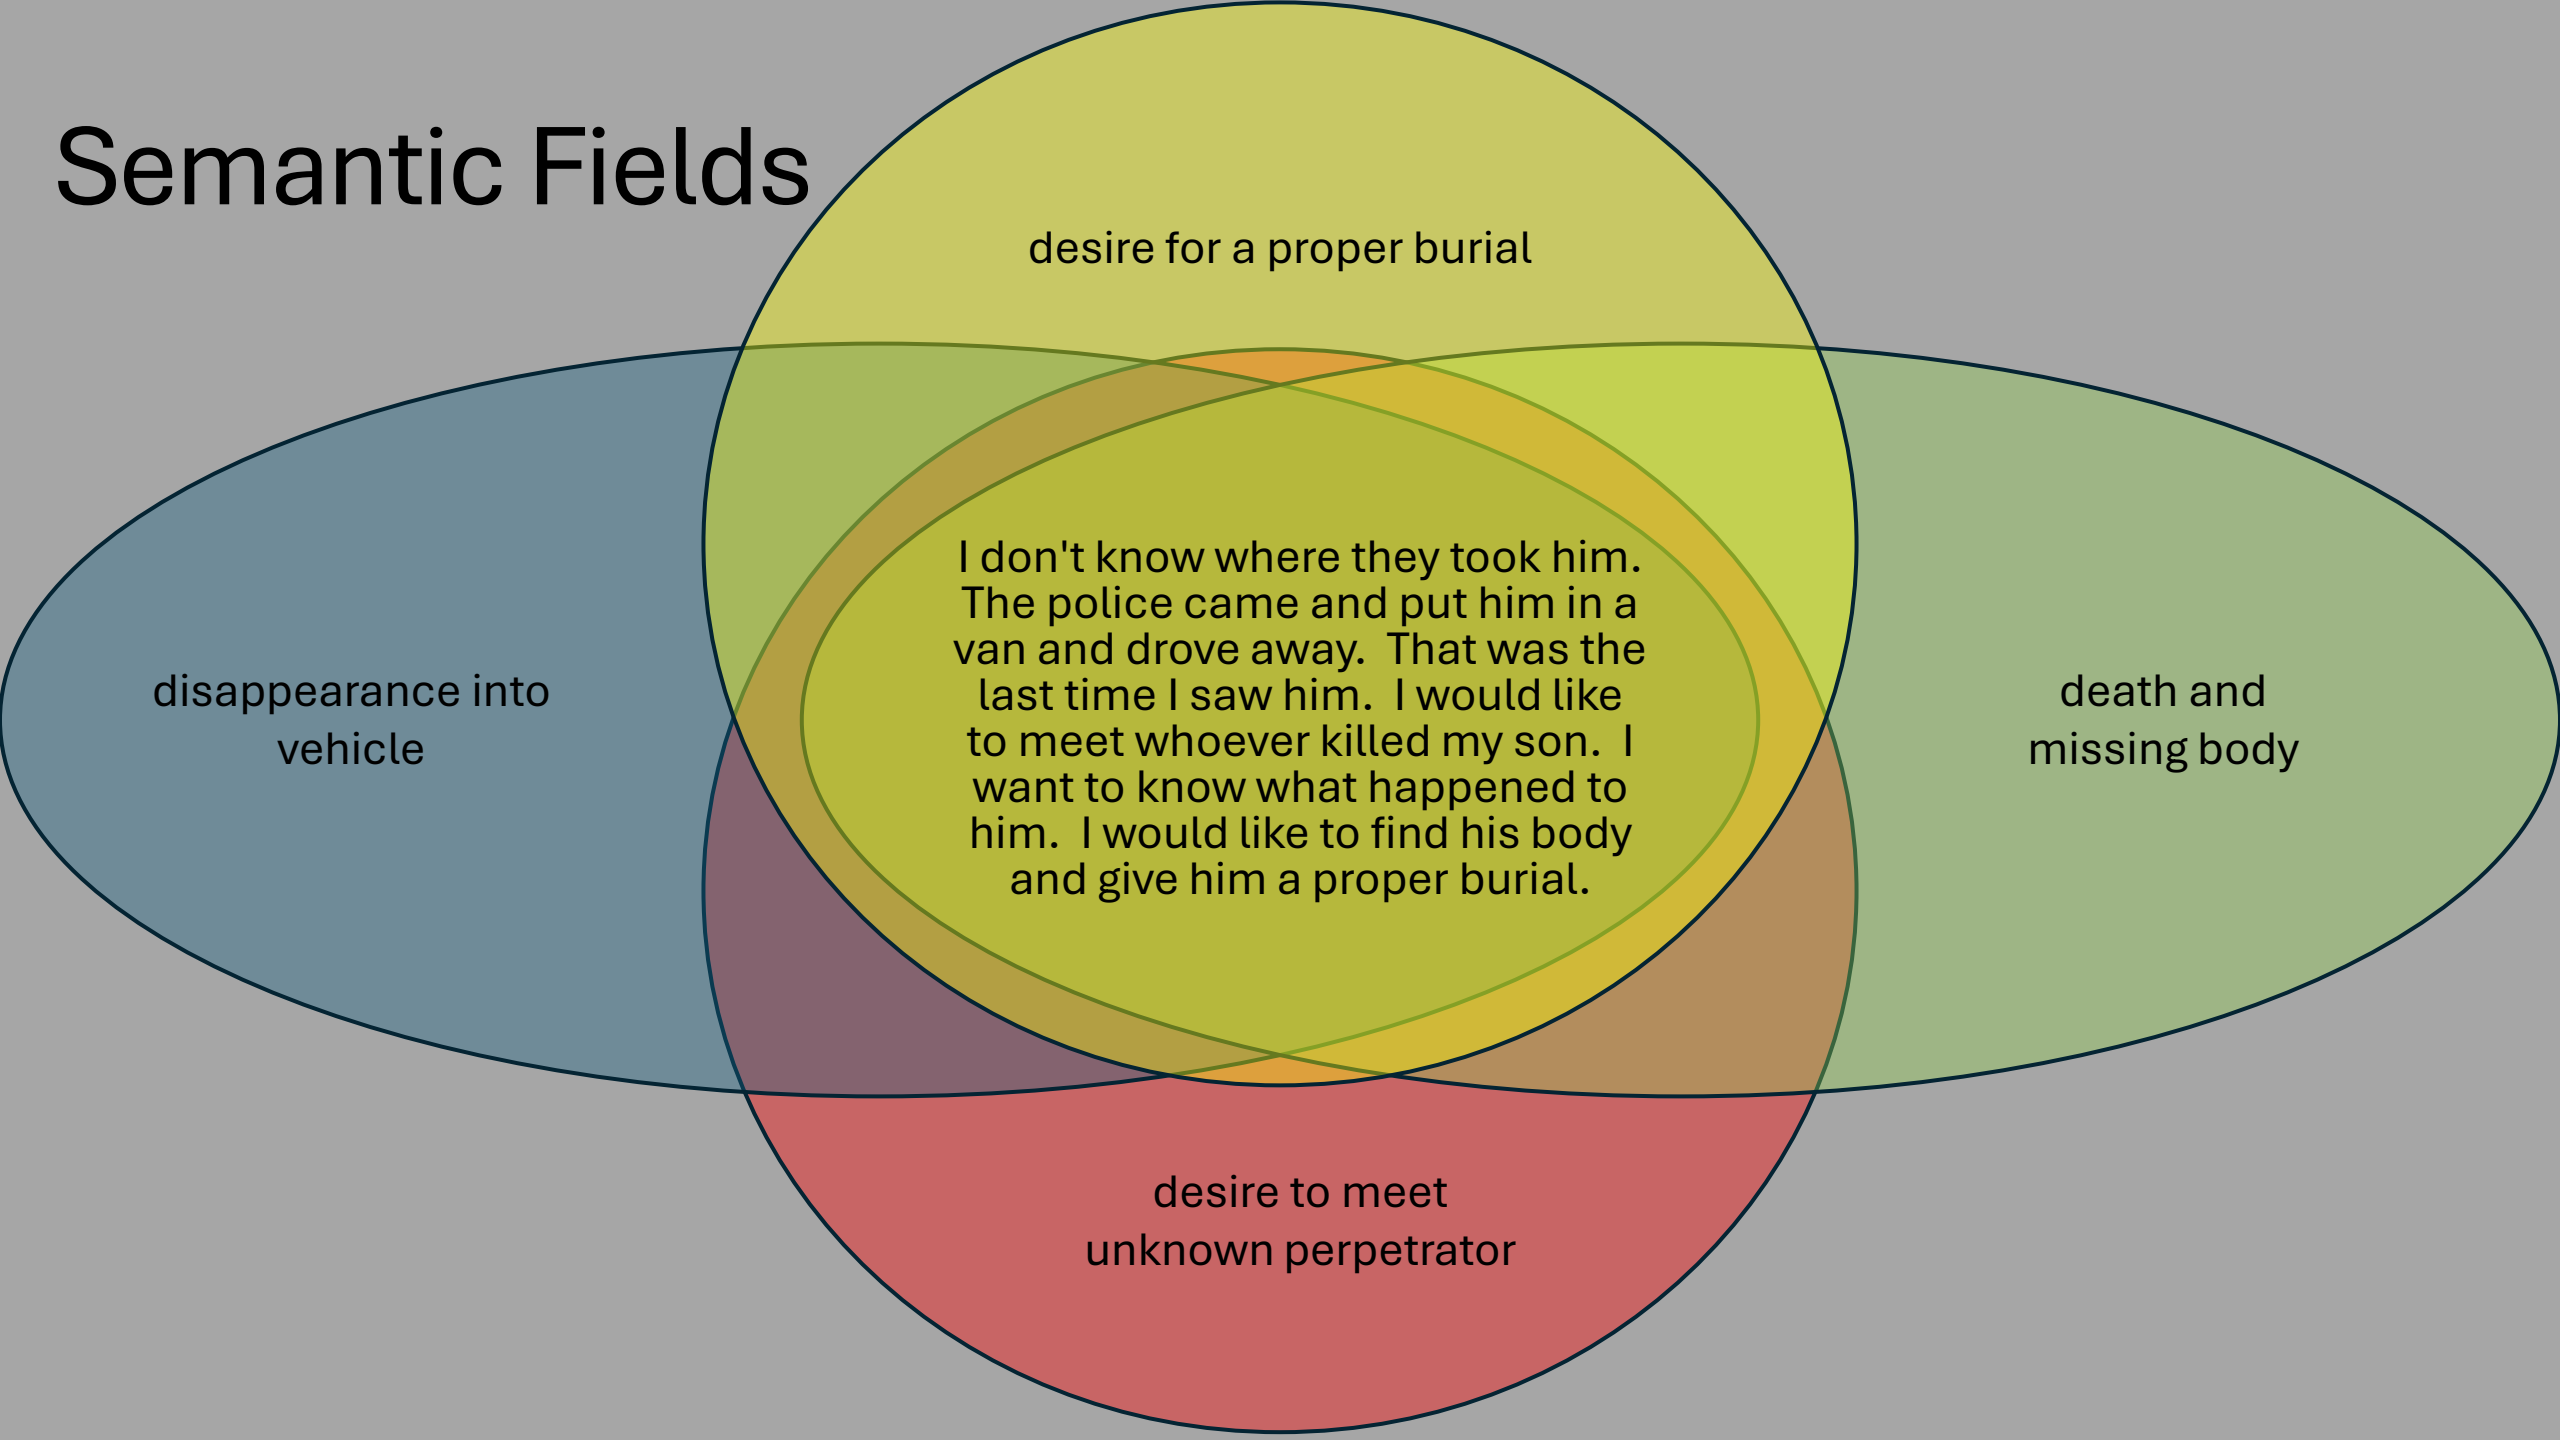 Semantic Fields
desire for a proper burial
disappearance into
vehicle
I don't know where they took him.
The police came and put him in a
van and drove away.  That was the
last time I saw him.  I would like
to meet whoever killed my son.  I
want to know what happened to
him.  I would like to find his body
and give him a proper burial.
death and
missing body
desire to meet
unknown perpetrator